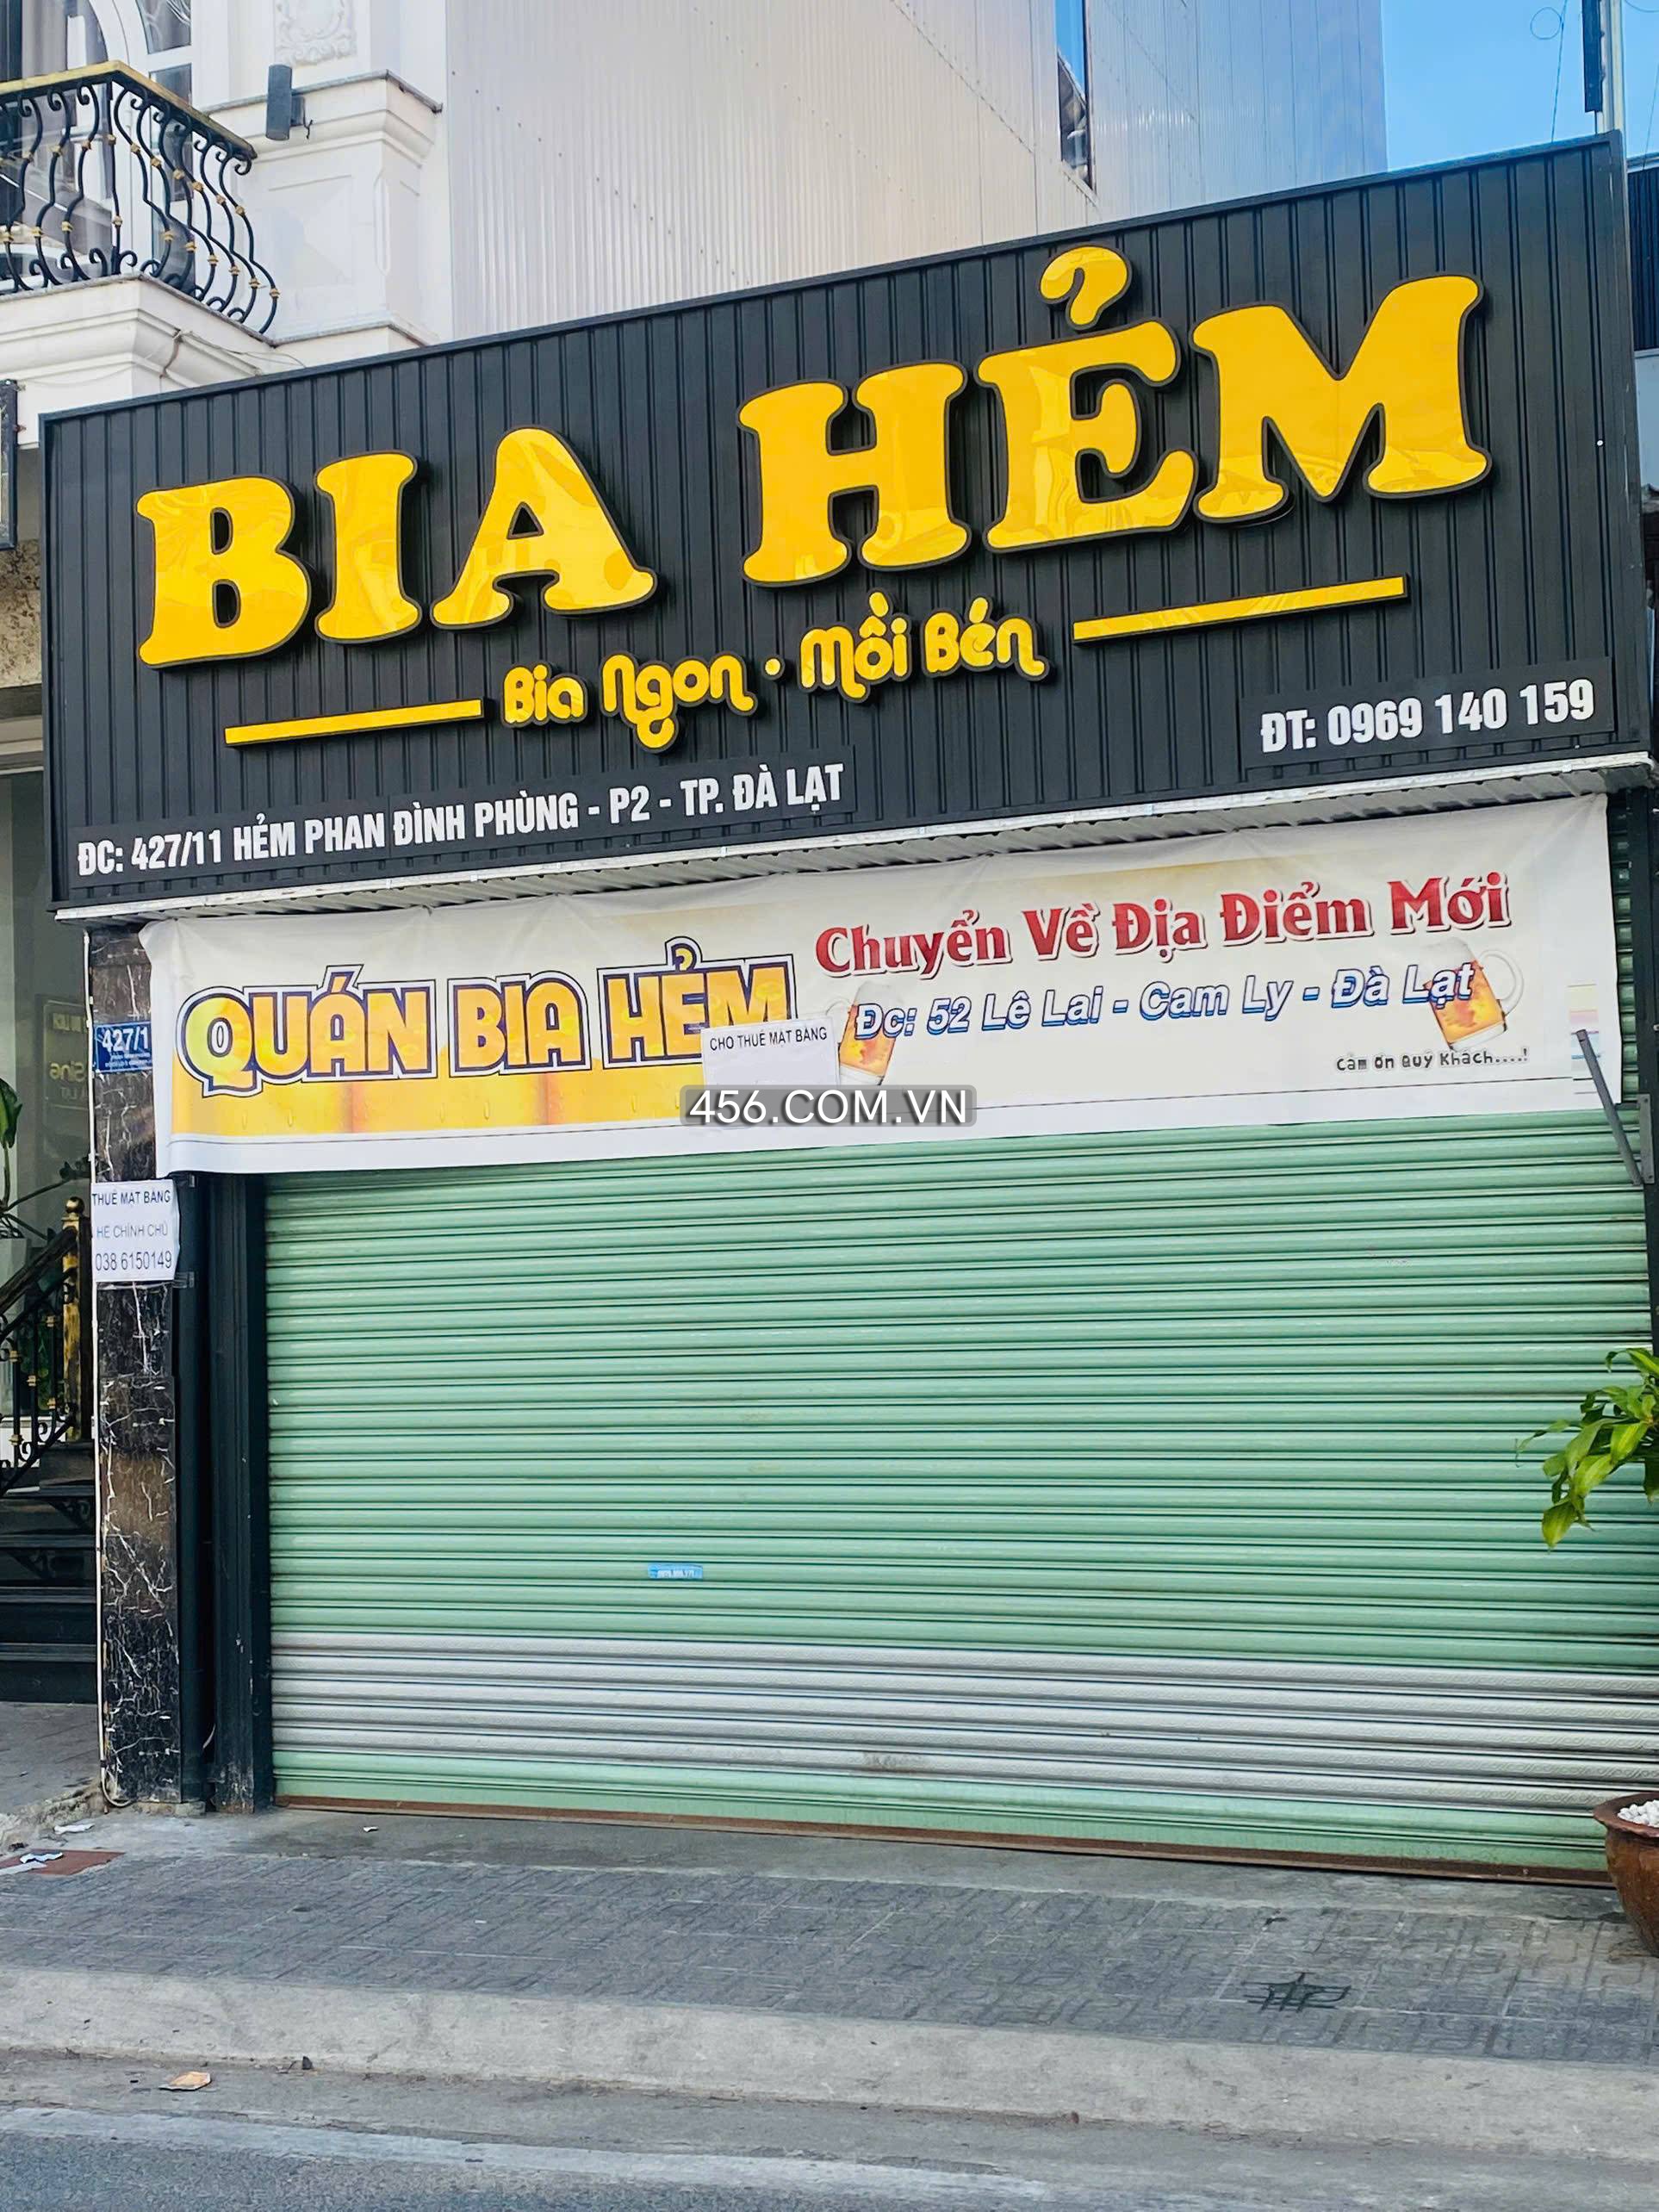 BIA HẺM
Bia Ngon • Mồi Bén
ĐT: 0969 140 159
ĐC: 427/11 HẺM PHAN ĐÌNH PHÙNG - P2 - TP. ĐÀ LẠT
Chuyển Về Địa Điểm Mới
QUÁN BIA HẺM
Đc: 52 Lê Lai - Cam Ly - Đà Lạt
Cảm Ơn Quý Khách....!
CHO THUÊ MẶT BẰNG
456.COM.VN
427/1
THUÊ MẶT BẰNG
HỆ CHÍNH CHỦ
038 6150149